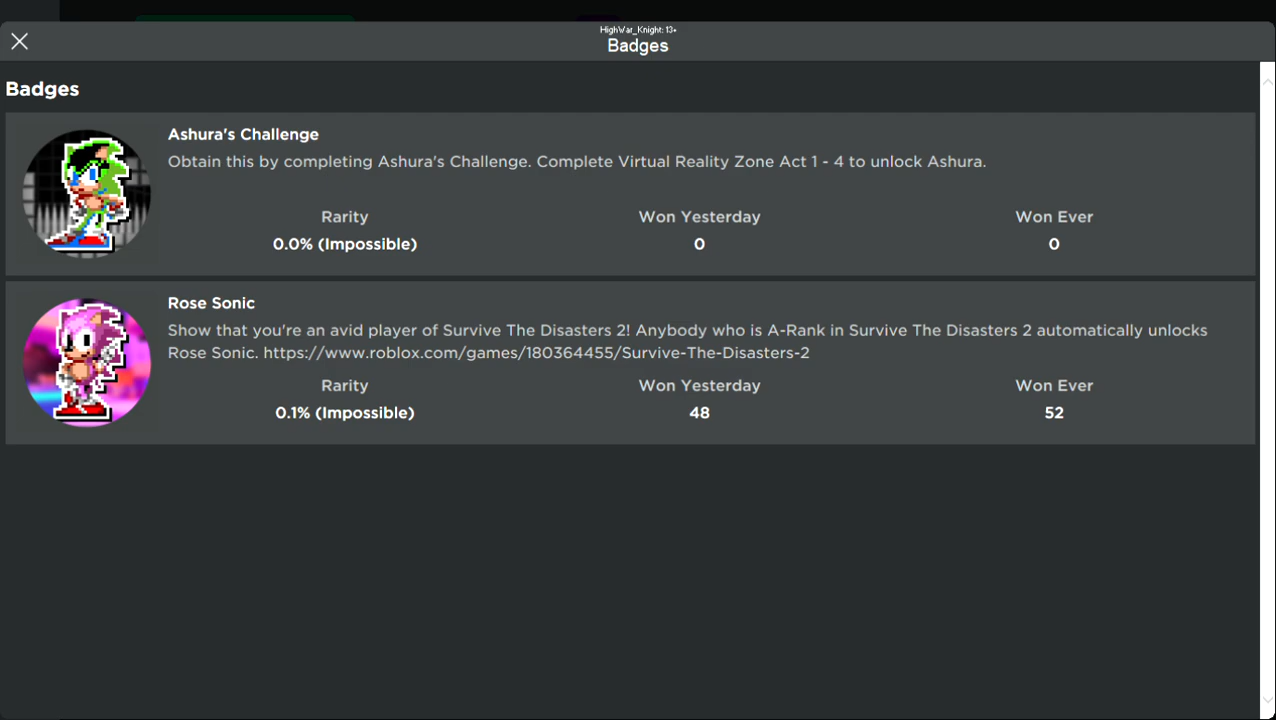 HighWar_Knight: 13+
Badges
Badges
Ashura's Challenge
Obtain this by completing Ashura's Challenge. Complete Virtual Reality Zone Act 1 - 4 to unlock Ashura.
Rarity Won Yesterday Won Ever
0.0% (Impossible) 0 0
Rose Sonic
Show that you're an avid player of Survive The Disasters 2! Anybody who is A-Rank in Survive The Disasters 2 automatically unlocks
Rose Sonic. https://www.roblox.com/games/180364455/Survive-The-Disasters-2
Rarity Won Yesterday Won Ever
0.1% (Impossible) 48 52